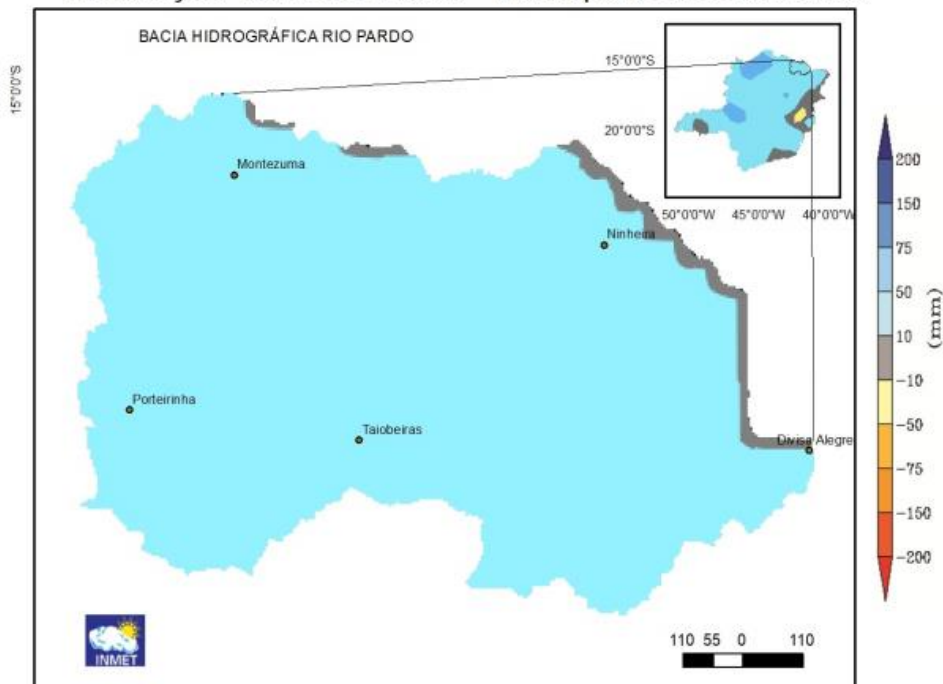 BACIA HIDROGRÁFICA RIO PARDO
15°0'0"S
15°0'0"S
20°0'0"S
50°0'0"W 45°0'0"W 40°0'0"W
Montezuma
Ninheira
Porteirinha
Taiobeiras
Divisa Alegre
200
150
75
50
10
-10
-50
-75
-150
-200
(mm)
INMET
110 55 0 110